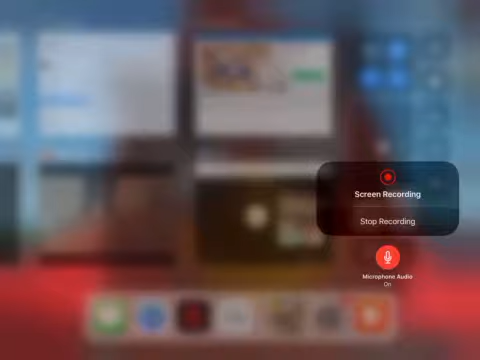 Screen Recording
Stop Recording
Microphone Audio
On